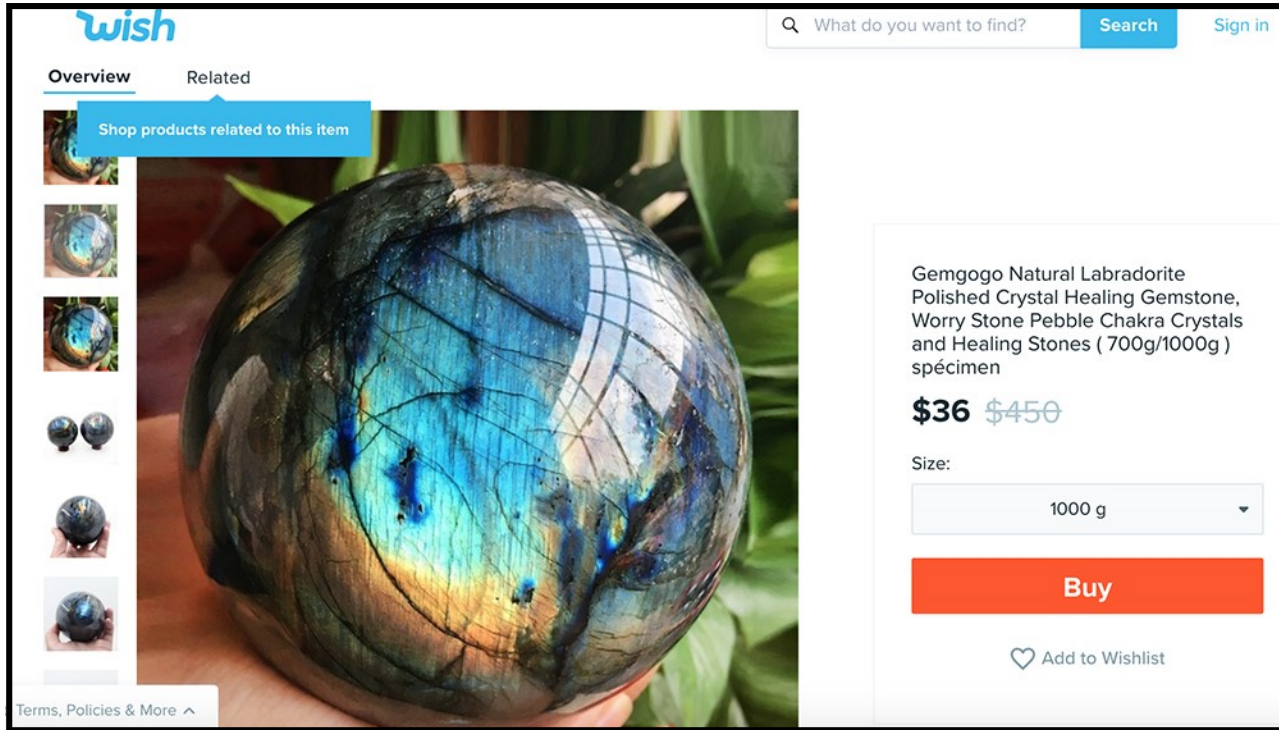 wish
What do you want to find?
Search
Sign in
Overview
Related
Shop products related to this item
Gemgogo Natural Labradorite
Polished Crystal Healing Gemstone,
Worry Stone Pebble Chakra Crystals
and Healing Stones ( 700g/1000g )
spécimen
$36 $450
Size:
1000 g
Buy
Add to Wishlist
Terms, Policies & More